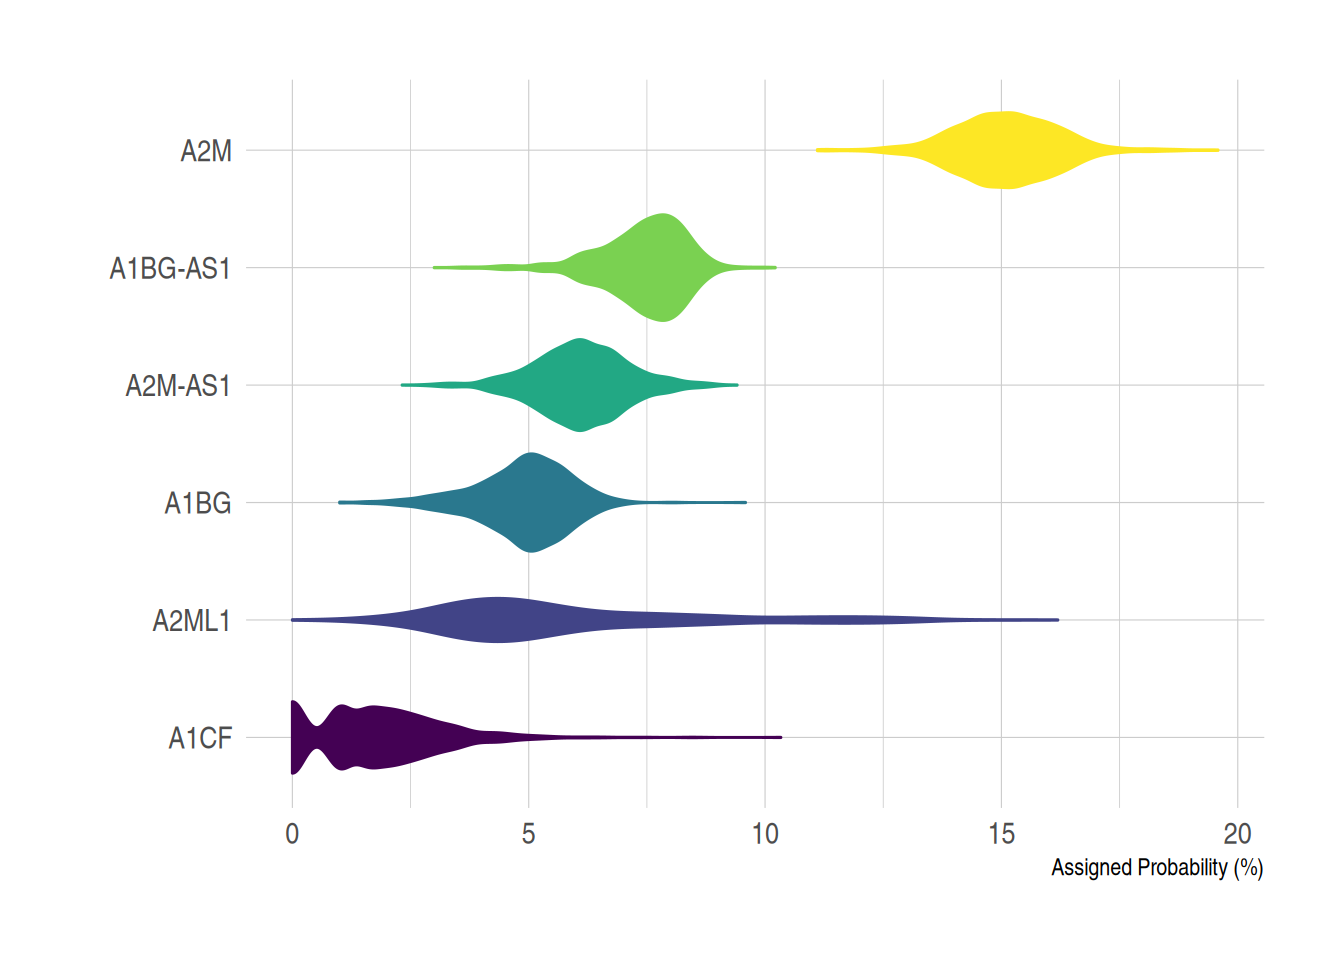 A2M
A1BG-AS1
A2M-AS1
A1BG
A2ML1
A1CF
0 5 10 15 20
Assigned Probability (%)